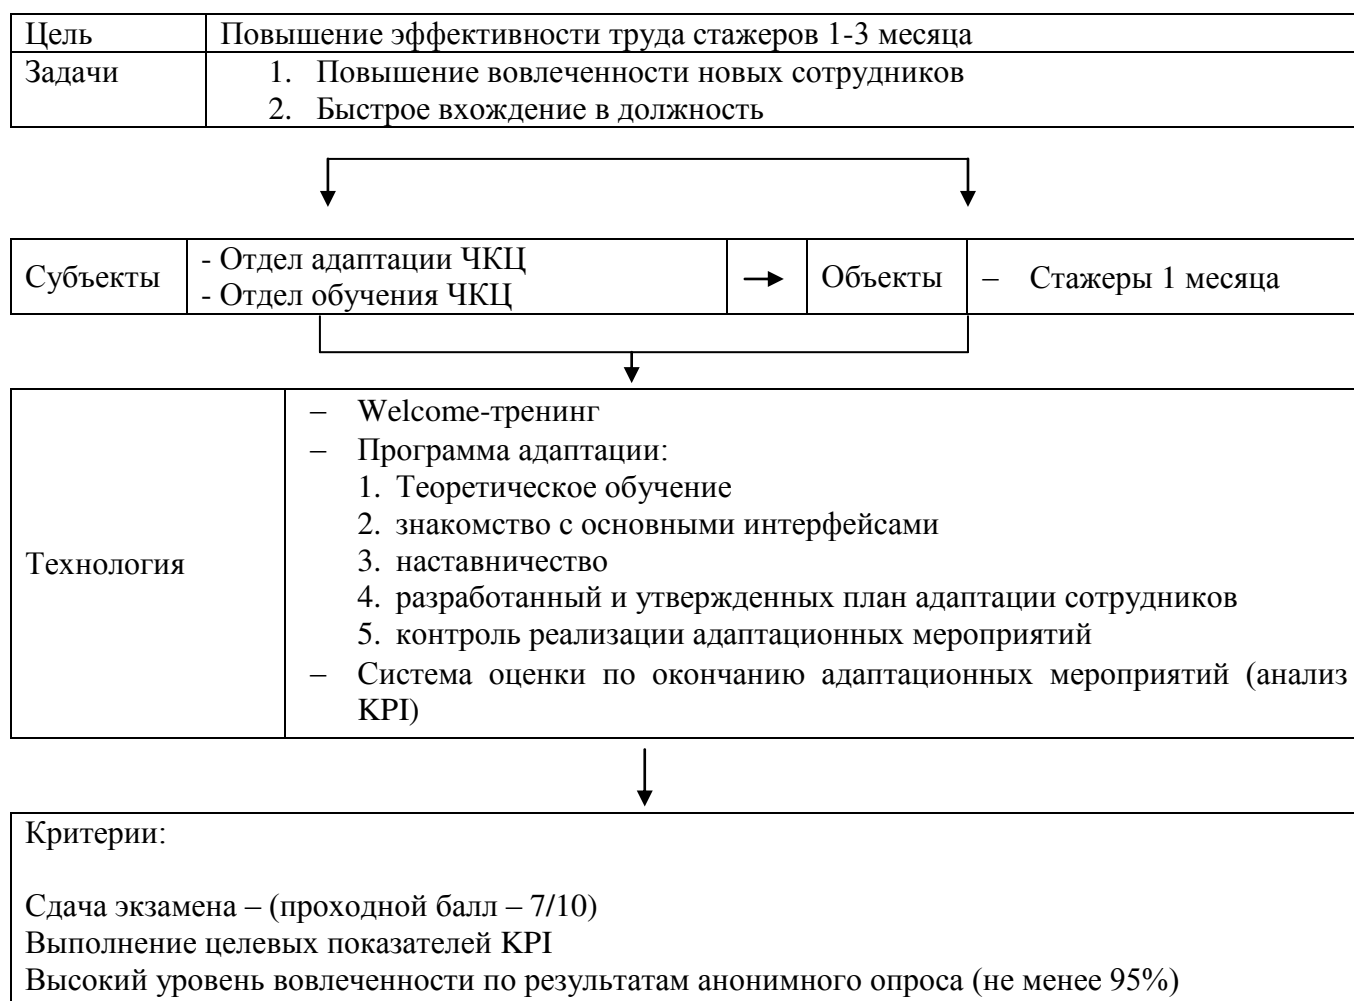 Цель Повышение эффективности труда стажеров 1-3 месяца
Задачи 1. Повышение вовлеченности новых сотрудников
2. Быстрое вхождение в должность
Субъекты
- Отдел адаптации ЧКЦ
- Отдел обучения ЧКЦ
Объекты
– Стажеры 1 месяца
Технология
– Welcome-тренинг
– Программа адаптации:
1. Теоретическое обучение
2. знакомство с основными интерфейсами
3. наставничество
4. разработанный и утвержденных план адаптации сотрудников
5. контроль реализации адаптационных мероприятий
– Система оценки по окончанию адаптационных мероприятий (анализ
KPI)
Критерии:
Сдача экзамена – (проходной балл – 7/10)
Выполнение целевых показателей KPI
Высокий уровень вовлеченности по результатам анонимного опроса (не менее 95%)